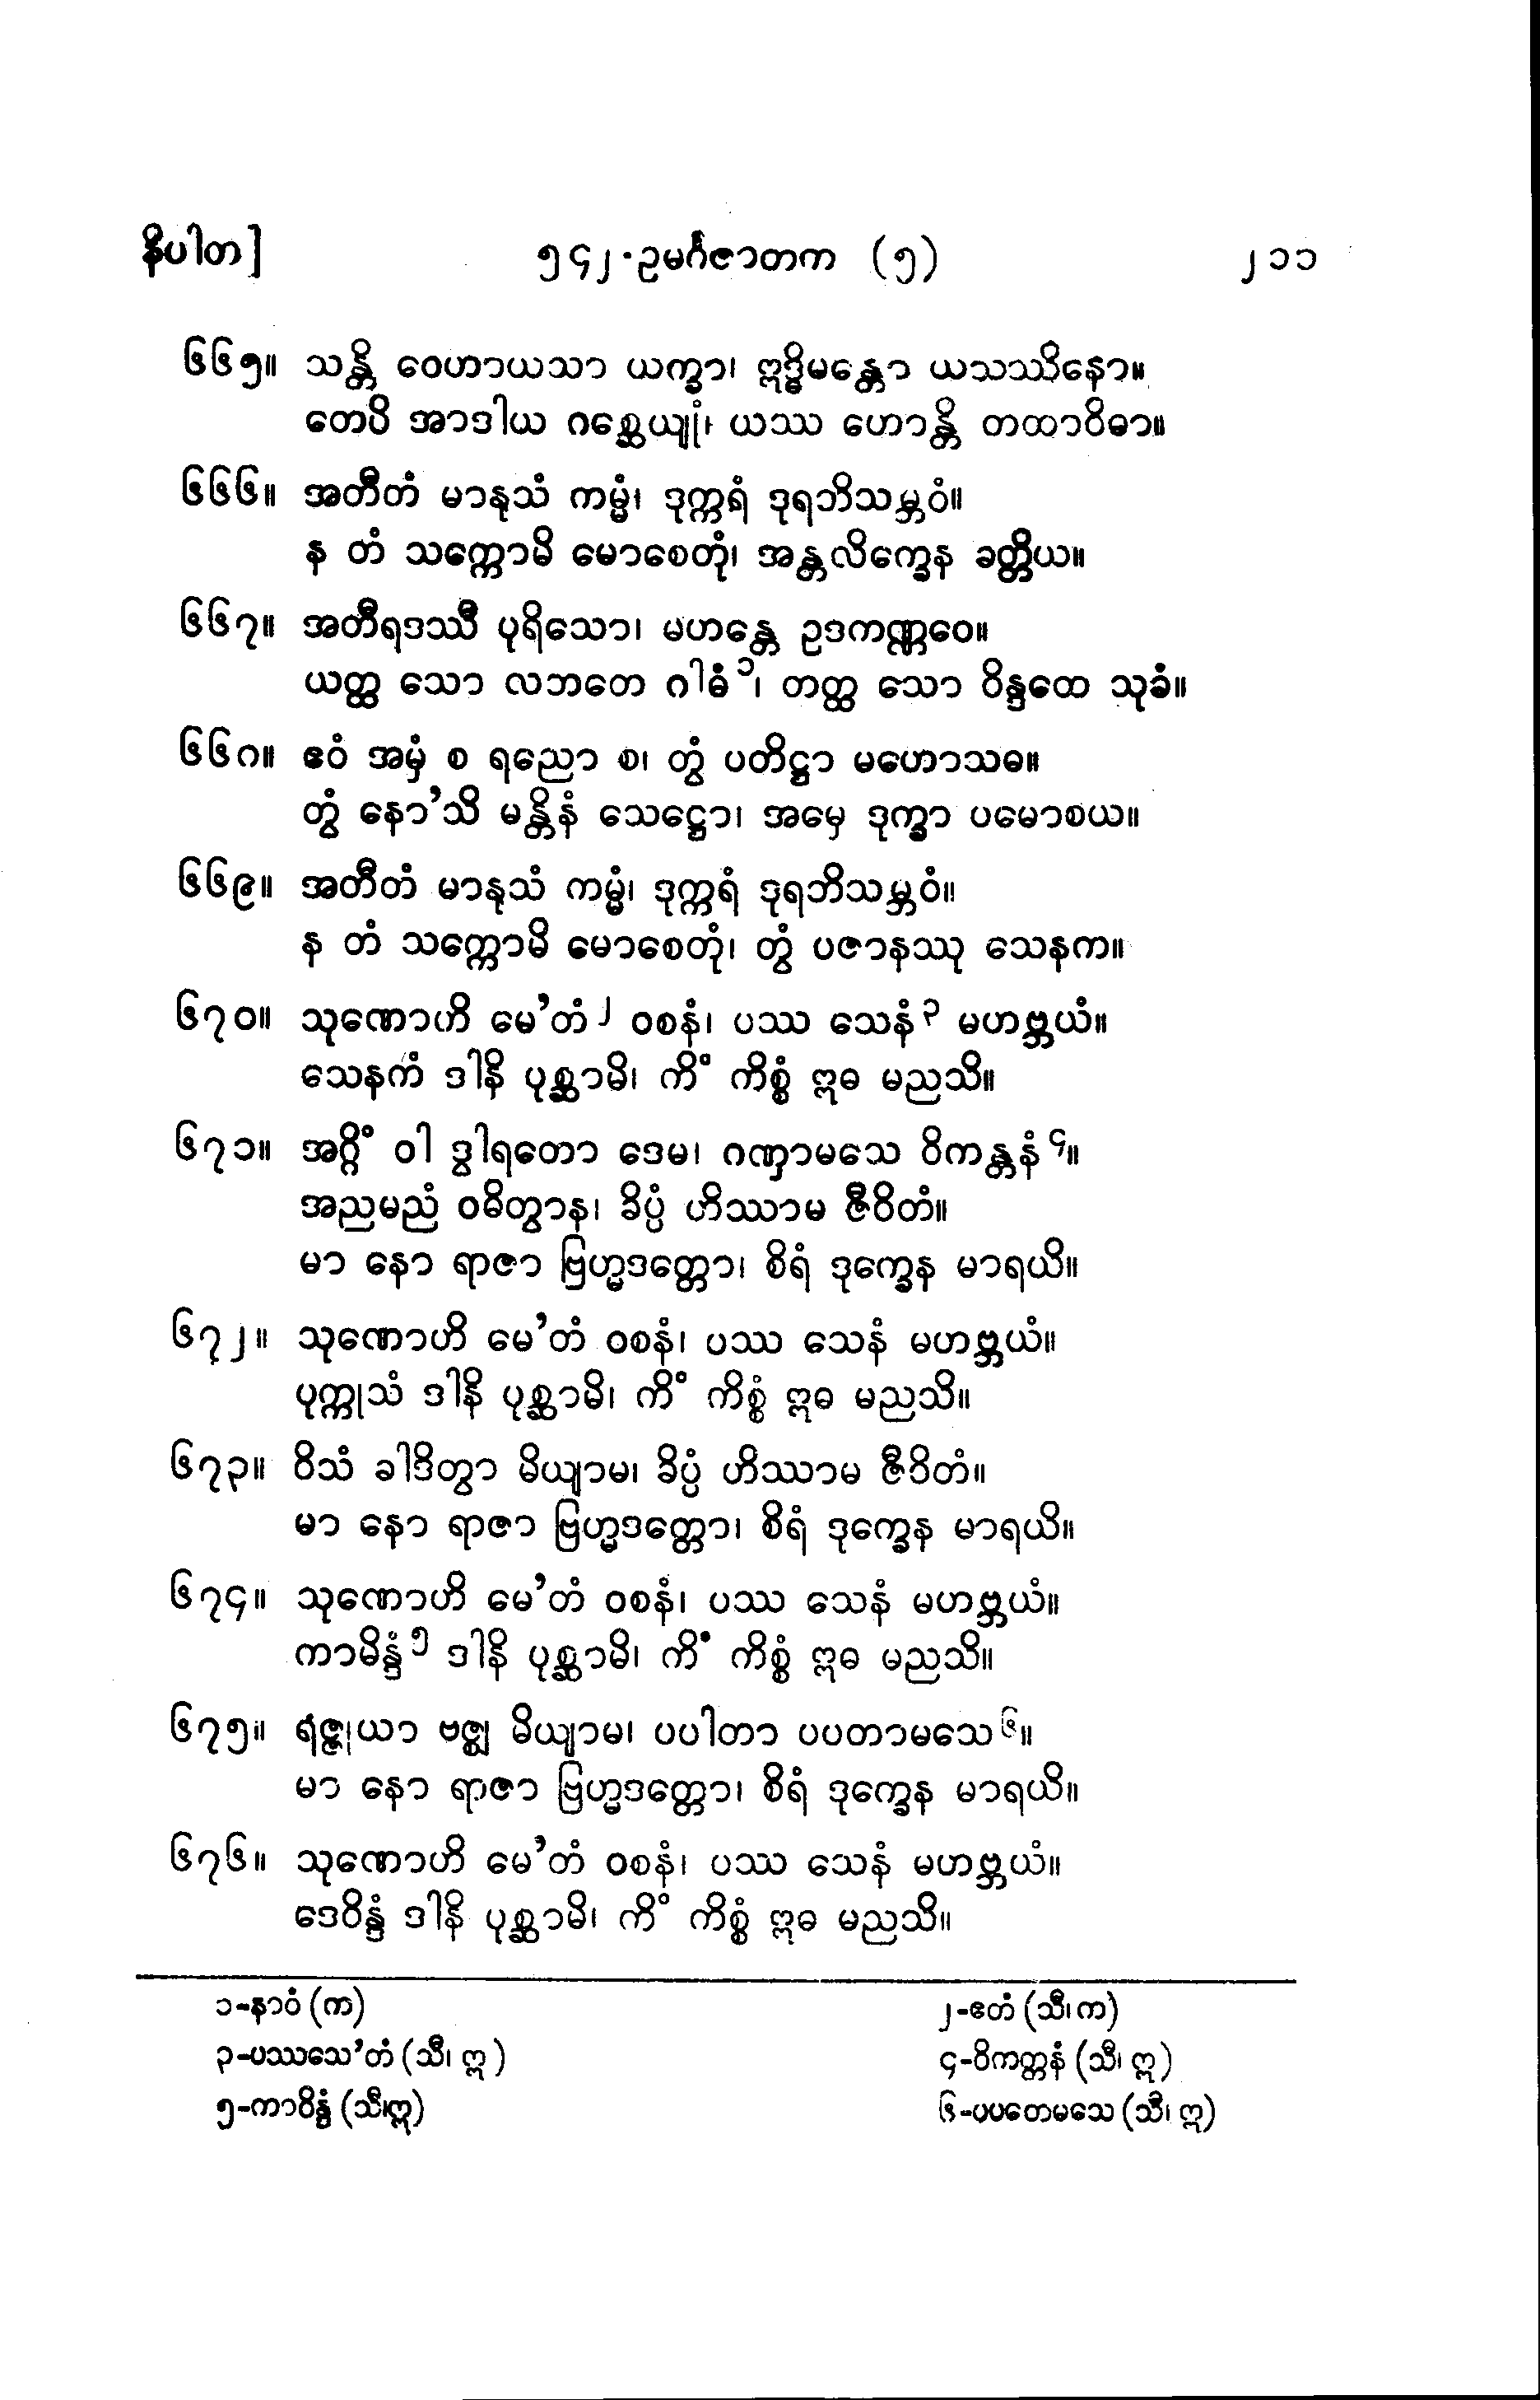 နိပါတ]
၅၄၂-ဥမင်္ဂဇာတက (၅)
၂၁၁
၆၆၅။ သန္တိ ဝေဟာယသာ ယက္ခာ၊ ဣဒ္ဓိမန္တော ယသဿိနော။
တေပိ အာဒါယ ဂစ္ဆေယျုံ၊ ယဿ ဟောန္တိ တထာဝိဓာ။
၆၆၆။ အတီတံ မာနုသံ ကမ္မံ၊ ဒုက္ကရံ ဒုရဘိသမ္ဘဝံ။
န တံ သက္ကောမိ မောစေတုံ၊ အန္တလိက္ခေန ခတ္တိယ။
၆၆၇။ အတီရဒဿီ ပုရိသော၊ မဟန္တေ ဥဒကဏ္ဏဝေ။
ယတ္ထ သော လဘတေ ဂါဓံ ၁၊ တတ္ထ သော ဝိန္ဒတေ သုခံ။
၆၆၈။ ဧဝံ အမှံ စ ရညော စ၊ တွံ ပတိဋ္ဌာ မဟောသဓ။
တွံ နော’သိ မန္တိနံ သေဋ္ဌော၊ အမှေ ဒုက္ခာ ပမောစယ။
၆၆၉။ အတီတံ မာနုသံ ကမ္မံ၊ ဒုက္ကရံ ဒုရဘိသမ္ဘဝံ။
န တံ သက္ကောမိ မောစေတုံ၊ တွံ ပဇာနဿု သေနက။
၆၇၀။ သုဏောဟိ မေ’တံ ၂ ဝစနံ၊ ပဿ သေနံ ၃ မဟဗ္ဘယံ။
သေနကံ ဒါနိ ပုစ္ဆာမိ၊ ကိံ ကိစ္စံ ဣဓ မညသိ။
၆၇၁။ အဂ္ဂိံ ဝါ ဒွါရတော ဒေမ၊ ဂဏှာမသေ ဝိကန္တနံ ၄။
အညမညံ ဝဓိတွာန၊ ခိပ္ပံ ဟိဿာမ ဇီဝိတံ။
မာ နော ရာဇာ ဗြဟ္မဒတ္တော၊ စိရံ ဒုက္ခေန မာရယိ။
၆၇၂။ သုဏောဟိ မေ’တံ ဝစနံ၊ ပဿ သေနံ မဟဗ္ဘယံ။
ပုက္ကုသံ ဒါနိ ပုစ္ဆာမိ၊ ကိံ ကိစ္စံ ဣဓ မညသိ။
၆၇၃။ ဝိသံ ခါဒိတွာ မိယျာမ၊ ခိပ္ပံ ဟိဿာမ ဇီဝိတံ။
မာ နော ရာဇာ ဗြဟ္မဒတ္တော၊ စိရံ ဒုက္ခေန မာရယိ။
၆၇၄။ သုဏောဟိ မေ’တံ ဝစနံ၊ ပဿ သေနံ မဟဗ္ဘယံ။
ကာမိန္ဒံ ၅ ဒါနိ ပုစ္ဆာမိ၊ ကိံ ကိစ္စံ ဣဓ မညသိ။
၆၇၅။ ရဇ္ဇုယာ ဗဇ္ဈ မိယျာမ၊ ပပါတာ ပပတာမသေ ၆။
မာ နော ရာဇာ ဗြဟ္မဒတ္တော၊ စိရံ ဒုက္ခေန မာရယိ။
၆၇၆။ သုဏောဟိ မေ’တံ ဝစနံ၊ ပဿ သေနံ မဟဗ္ဘယံ။
ဒေဝိန္ဒံ ဒါနိ ပုစ္ဆာမိ၊ ကိံ ကိစ္စံ ဣဓ မညသိ။
၁-နာဝံ (က)
၂-ဧတံ (သီ၊ က)
၃-ပဿသေ’တံ (သီ၊ ဣ)
၄-ဝိကတ္တနံ (သီ၊ ဣ)
၅-ကာဝိန္ဒံ (သီ၊ ဣ)
၆-ပပတေမသေ (သီ၊ ဣ)